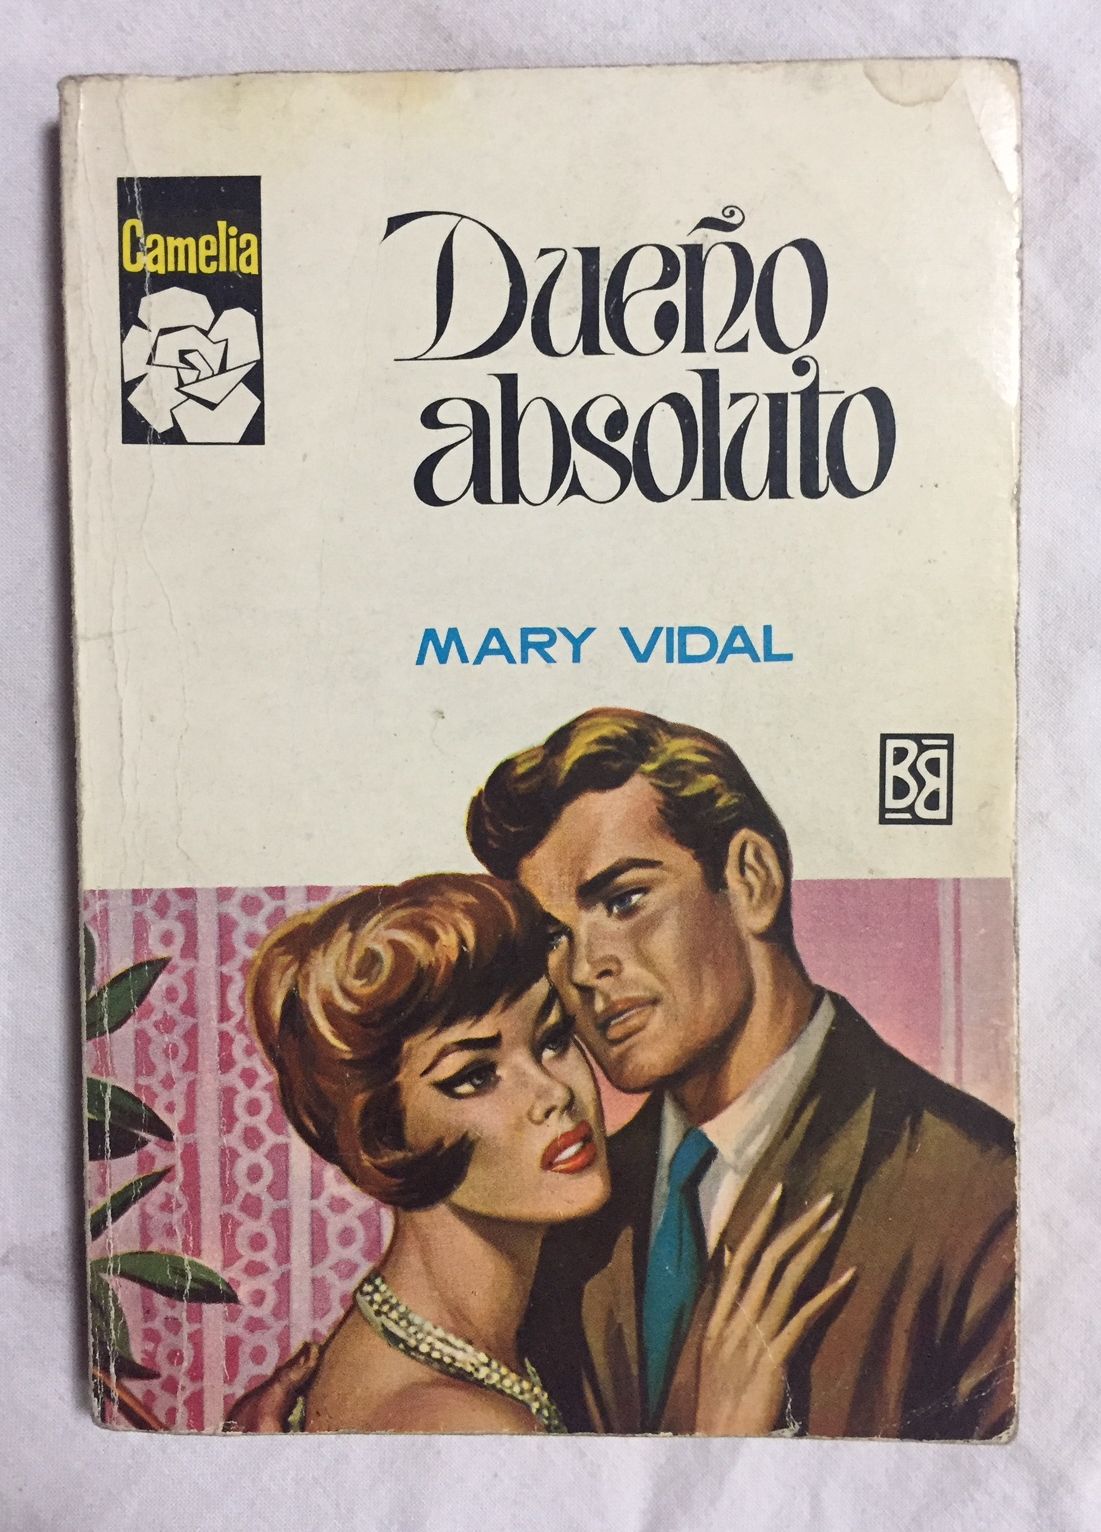 Camelia
Dueño
absoluto
MARY VIDAL
BB